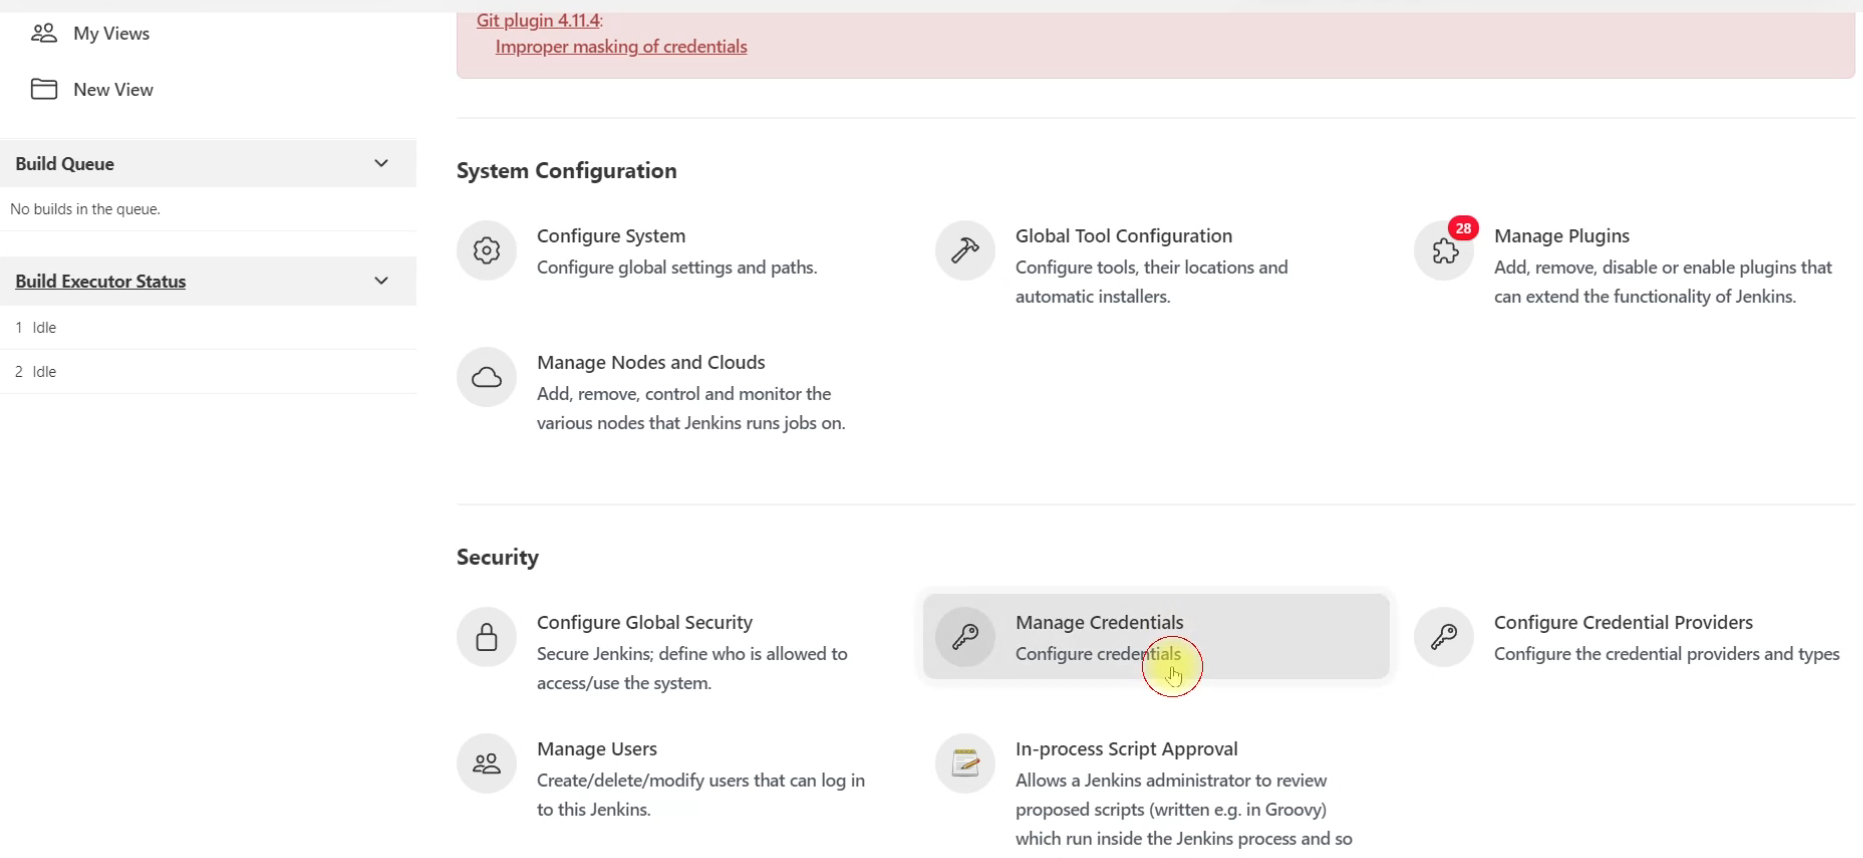 My Views
New View
Build Queue
No builds in the queue.
Build Executor Status
1 Idle
2 Idle
Git plugin 4.11.4:
Improper masking of credentials
System Configuration
Configure System
Configure global settings and paths.
Global Tool Configuration
Configure tools, their locations and
automatic installers.
28
Manage Plugins
Add, remove, disable or enable plugins that
can extend the functionality of Jenkins.
Manage Nodes and Clouds
Add, remove, control and monitor the
various nodes that Jenkins runs jobs on.
Security
Configure Global Security
Secure Jenkins; define who is allowed to
access/use the system.
Manage Credentials
Configure credentials
Configure Credential Providers
Configure the credential providers and types
Manage Users
Create/delete/modify users that can log in
to this Jenkins.
In-process Script Approval
Allows a Jenkins administrator to review
proposed scripts (written e.g. in Groovy)
which run inside the Jenkins process and so